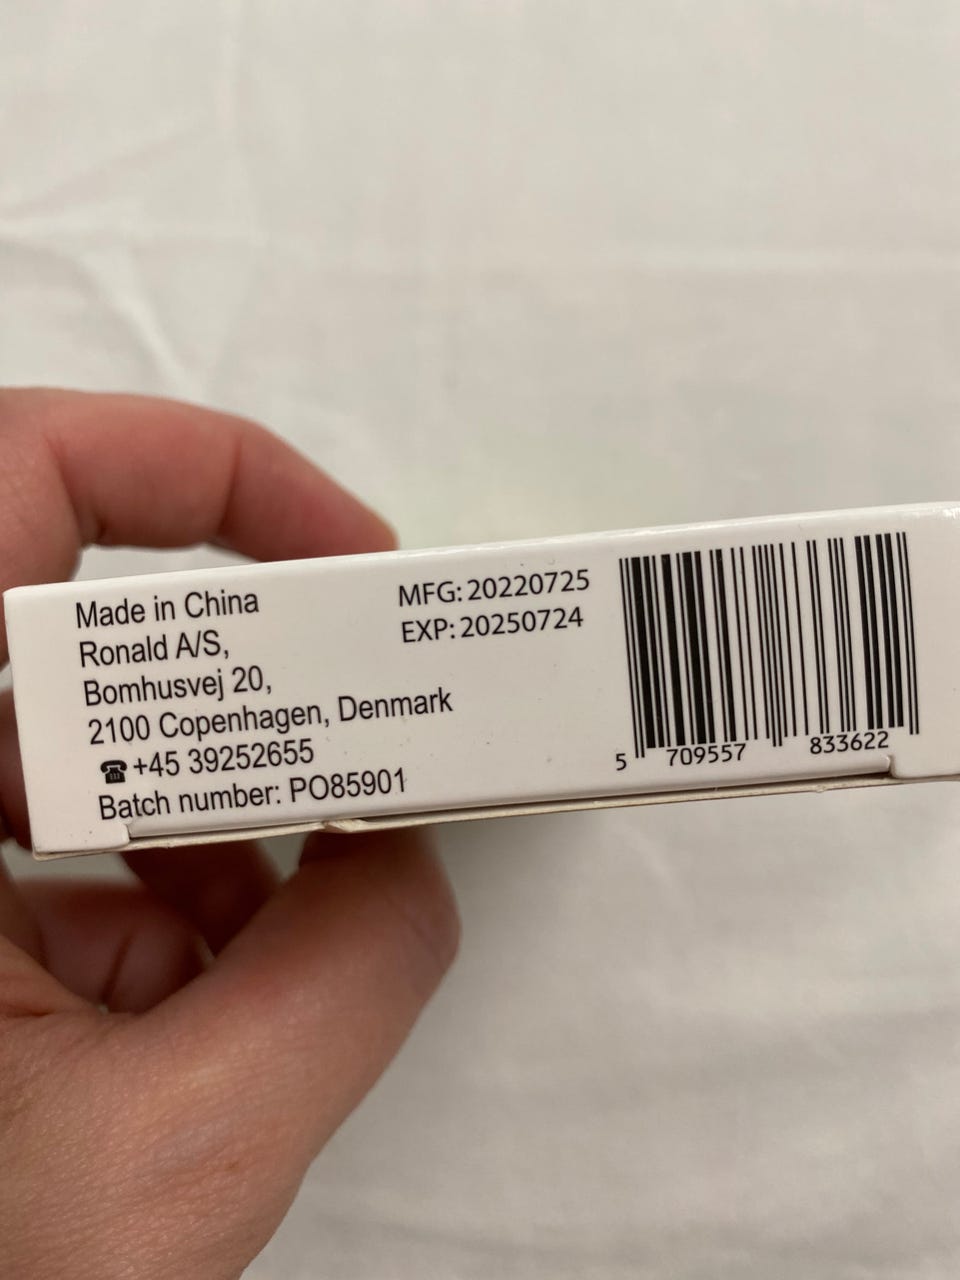 Made in China
Ronald A/S,
Bomhusvej 20,
2100 Copenhagen, Denmark
☎+45 39252655
Batch number: PO85901
MFG: 20220725
EXP: 20250724
5 709557 833622